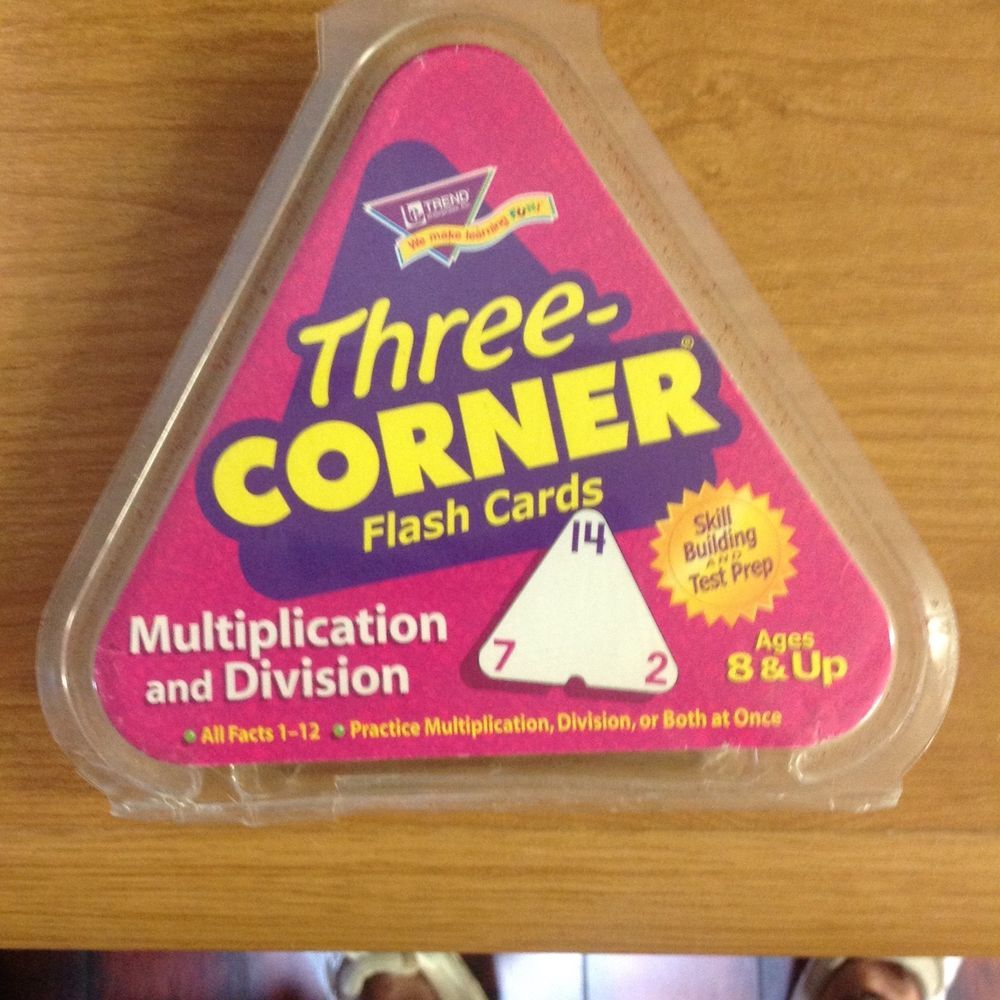 TREND
We make learning FUN!
Three-
CORNER®
Flash Cards
14
7
2
Skill
Building
AND
Test Prep
Multiplication
and Division
Ages
8 & Up
All Facts 1–12
Practice Multiplication, Division, or Both at Once